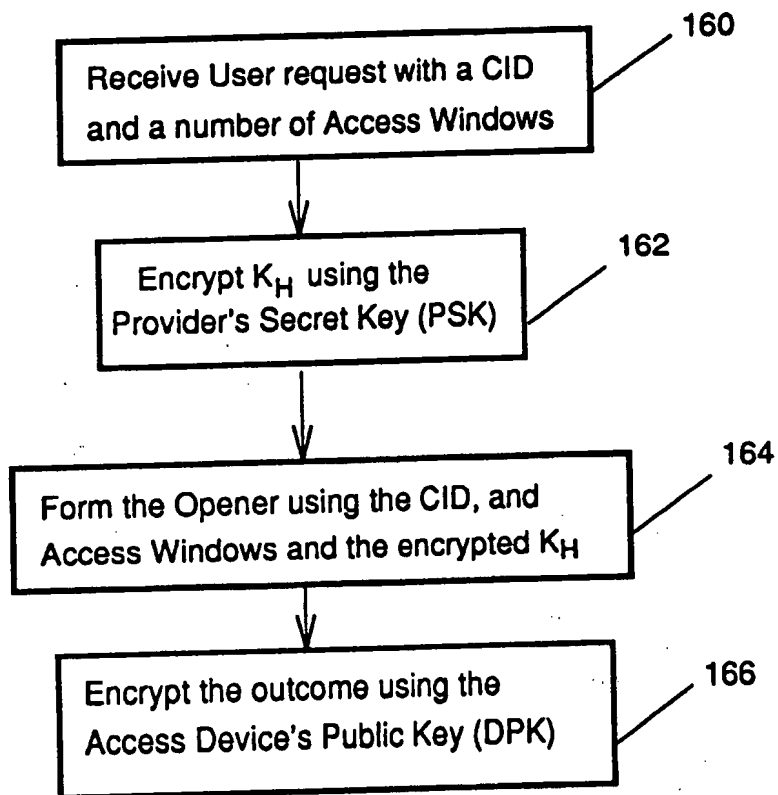 160
Receive User request with a CID
and a number of Access Windows
162
Encrypt K_H using the
Provider's Secret Key (PSK)
164
Form the Opener using the CID, and
Access Windows and the encrypted K_H
166
Encrypt the outcome using the
Access Device's Public Key (DPK)